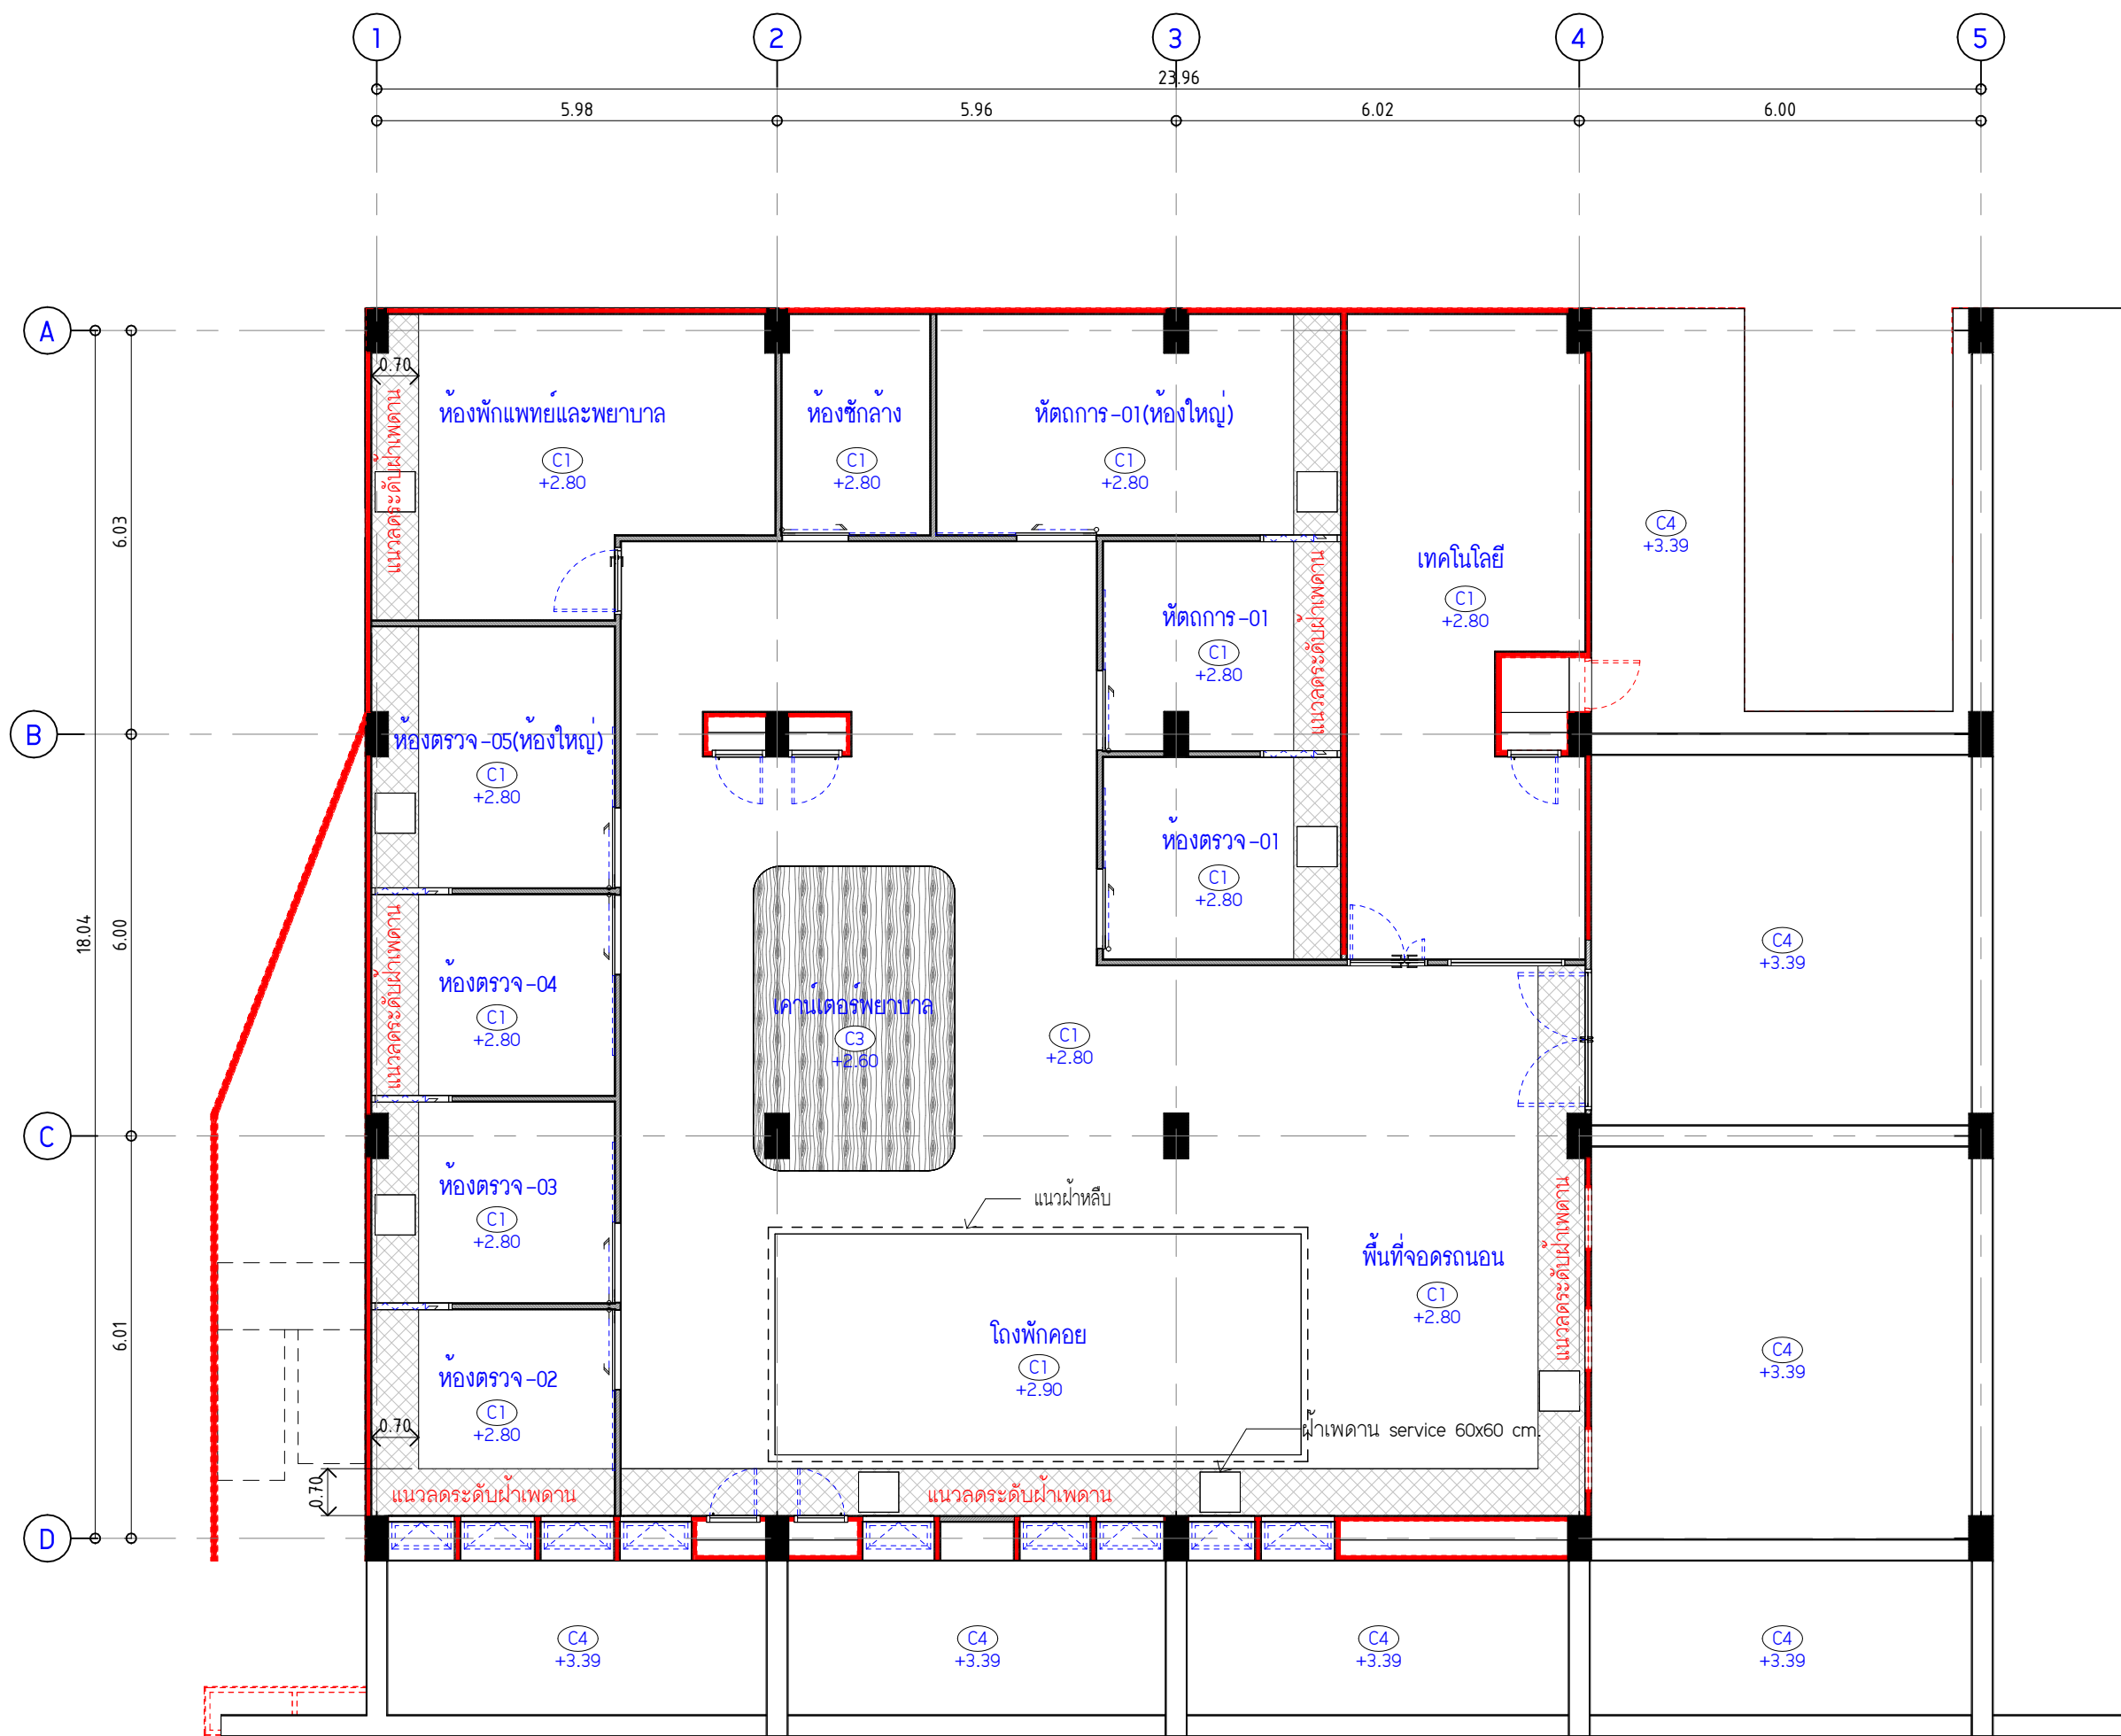 1
2
3
4
5
23.96
5.98
5.96
6.02
6.00
A
B
C
D
18.04
6.03
6.00
6.01
0.70
แนวลดระดับฝ้าเพดาน
ห้องพักแพทย์และพยาบาล
C1
+2.80
ห้องซักล้าง
C1
+2.80
หัตถการ-01(ห้องใหญ่)
C1
+2.80
C4
+3.39
เทคโนโลยี
C1
+2.80
หัตถการ-01
C1
+2.80
แนวลดระดับฝ้าเพดาน
ห้องตรวจ-05(ห้องใหญ่)
C1
+2.80
ห้องตรวจ-01
C1
+2.80
C4
+3.39
แนวลดระดับฝ้าเพดาน
ห้องตรวจ-04
C1
+2.80
เคาน์เตอร์พยาบาล
C3
+2.60
C1
+2.80
ห้องตรวจ-03
C1
+2.80
แนวฝ้าหลืบ
พื้นที่จอดรถนอน
C1
+2.80
แนวลดระดับฝ้าเพดาน
โถงพักคอย
C1
+2.90
C4
+3.39
ห้องตรวจ-02
C1
+2.80
0.70
0.70
ฝ้าเพดาน service 60x60 cm.
แนวลดระดับฝ้าเพดาน
แนวลดระดับฝ้าเพดาน
C4
+3.39
C4
+3.39
C4
+3.39
C4
+3.39